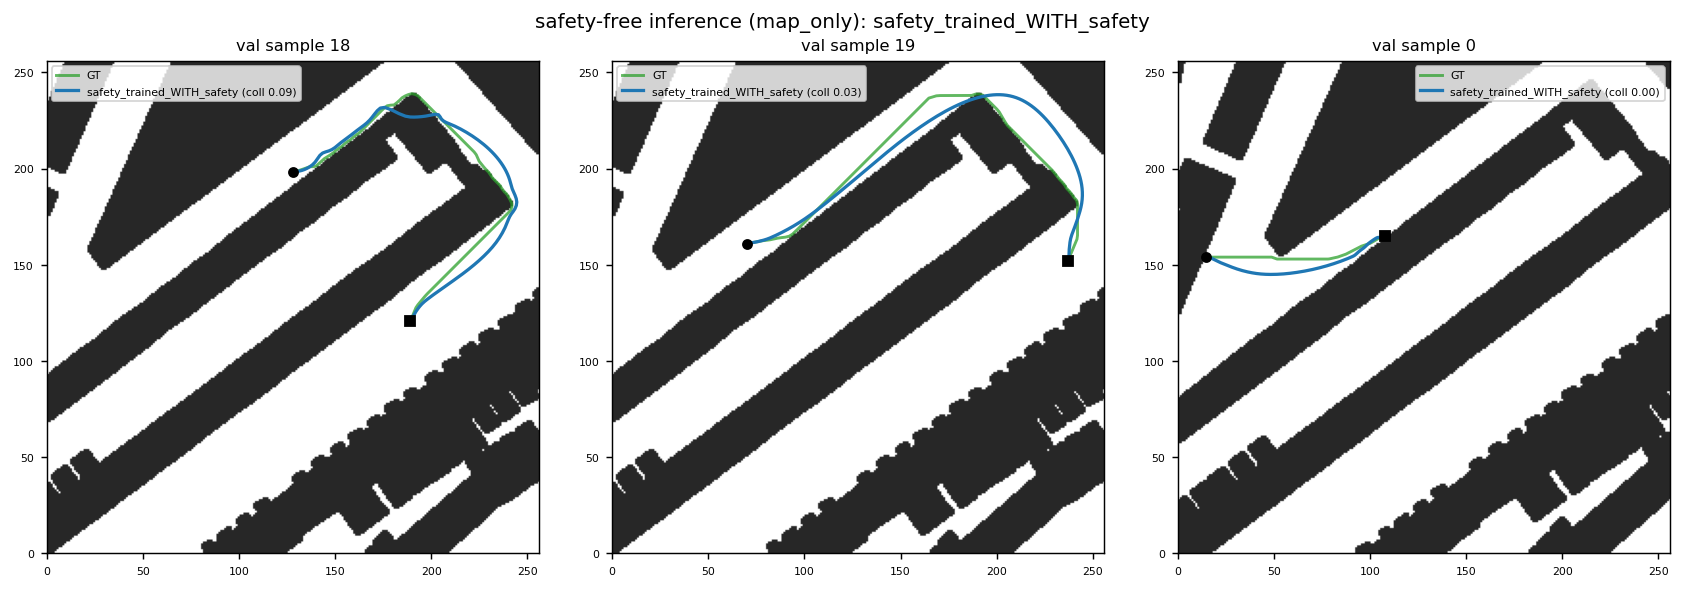 safety-free inference (map_only): safety_trained_WITH_safety
val sample 18
GT
safety_trained_WITH_safety (coll 0.09)
250
200
150
100
50
0
0 50 100 150 200 250
val sample 19
GT
safety_trained_WITH_safety (coll 0.03)
250
200
150
100
50
0
0 50 100 150 200 250
val sample 0
GT
safety_trained_WITH_safety (coll 0.00)
250
200
150
100
50
0
0 50 100 150 200 250